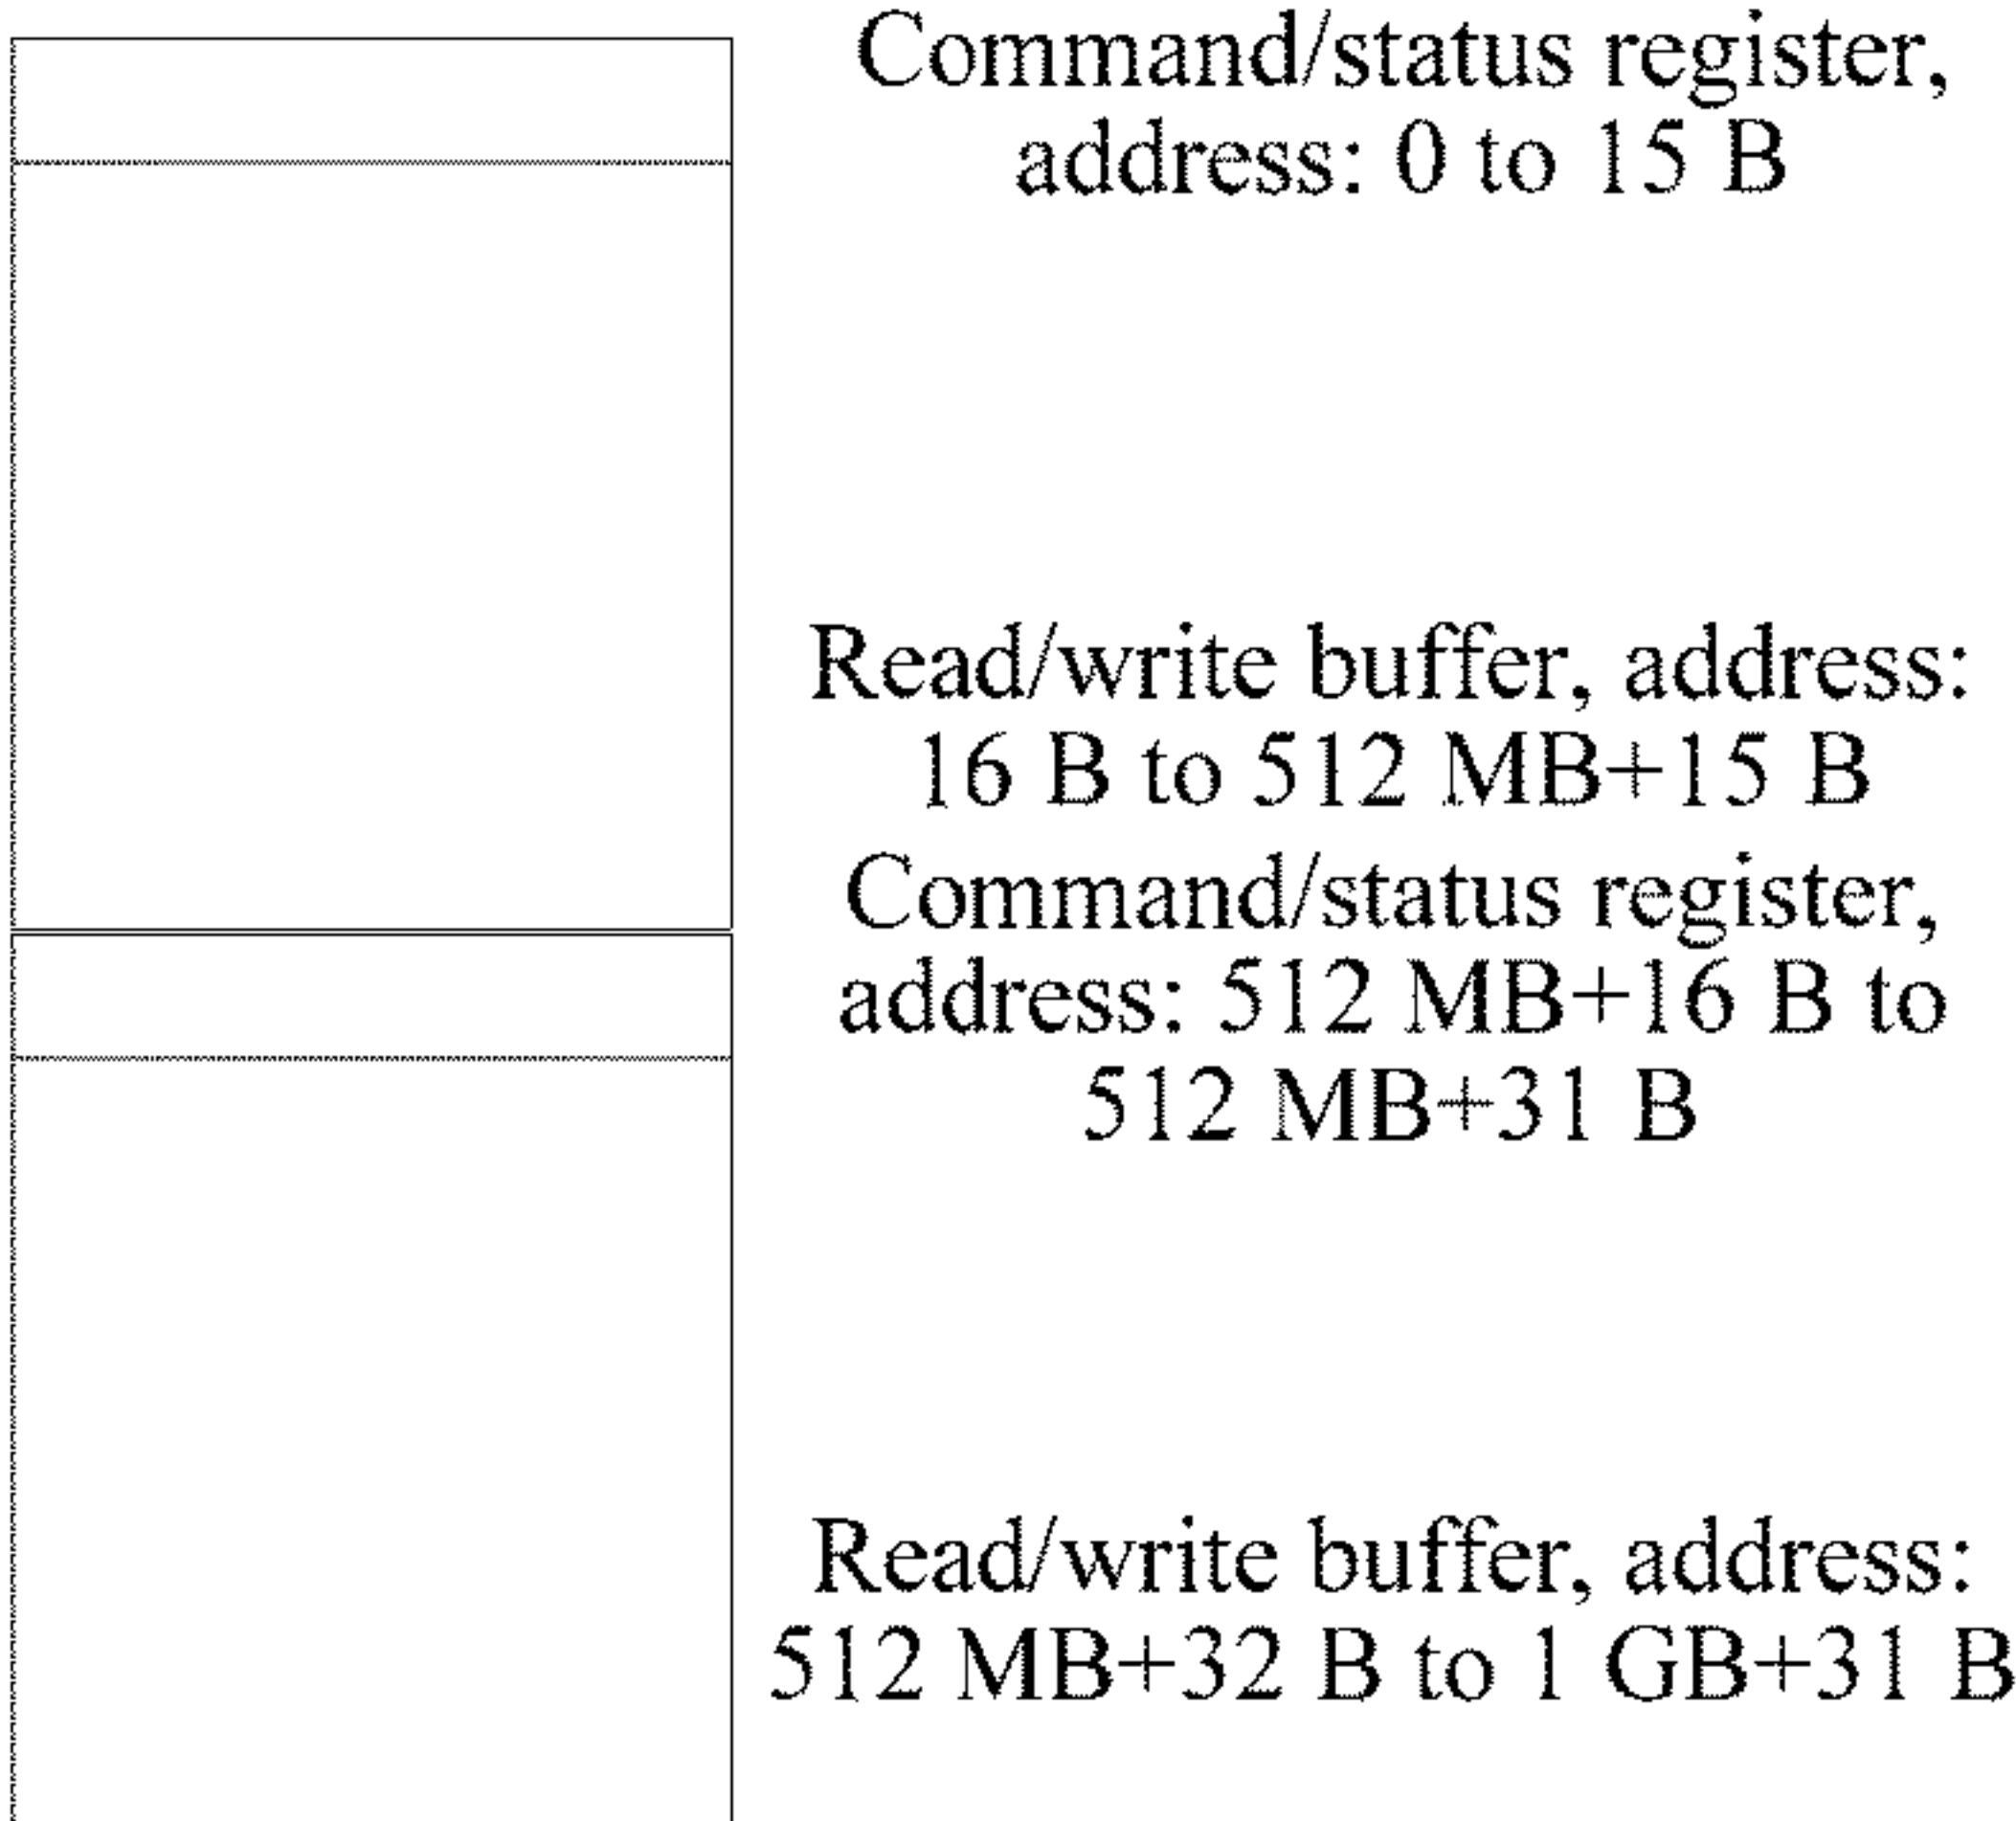 Command/status register,
address: 0 to 15 B
Read/write buffer, address:
16 B to 512 MB+15 B
Command/status register,
address: 512 MB+16 B to
512 MB+31 B
Read/write buffer, address:
512 MB+32 B to 1 GB+31 B